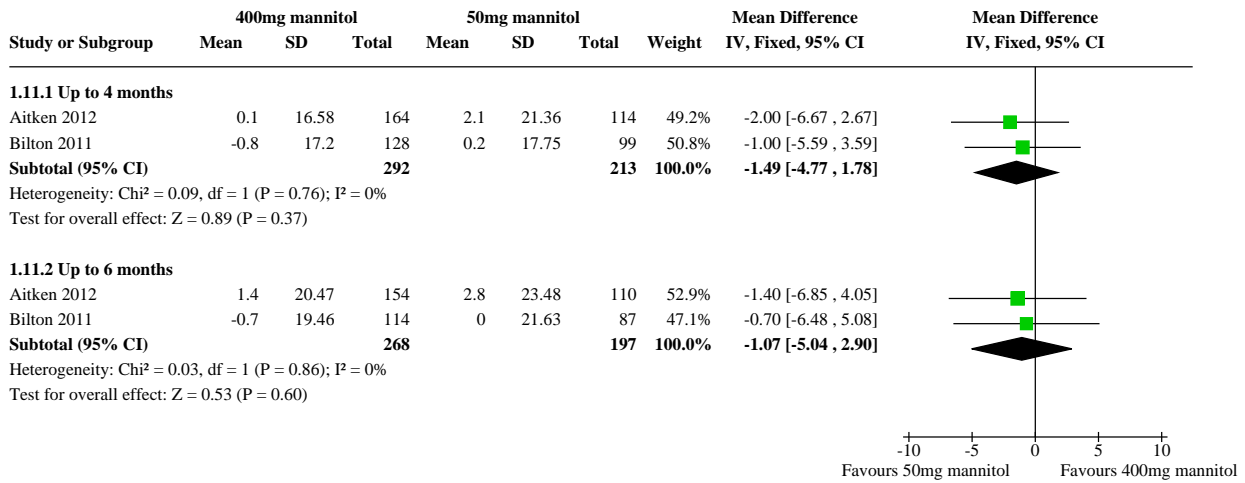 400mg mannitol 50mg mannitol Mean Difference Mean Difference
Study or Subgroup Mean SD Total Mean SD Total Weight IV, Fixed, 95% CI IV, Fixed, 95% CI
1.11.1 Up to 4 months
Aitken 2012 0.1 16.58 164 2.1 21.36 114 49.2% -2.00 [-6.67 , 2.67]
Bilton 2011 -0.8 17.2 128 0.2 17.75 99 50.8% -1.00 [-5.59 , 3.59]
Subtotal (95% CI) 292 213 100.0% -1.49 [-4.77 , 1.78]
Heterogeneity: Chi² = 0.09, df = 1 (P = 0.76); I² = 0%
Test for overall effect: Z = 0.89 (P = 0.37)
1.11.2 Up to 6 months
Aitken 2012 1.4 20.47 154 2.8 23.48 110 52.9% -1.40 [-6.85 , 4.05]
Bilton 2011 -0.7 19.46 114 0 21.63 87 47.1% -0.70 [-6.48 , 5.08]
Subtotal (95% CI) 268 197 100.0% -1.07 [-5.04 , 2.90]
Heterogeneity: Chi² = 0.03, df = 1 (P = 0.86); I² = 0%
Test for overall effect: Z = 0.53 (P = 0.60)
-10 -5 0 5 10
Favours 50mg mannitol Favours 400mg mannitol